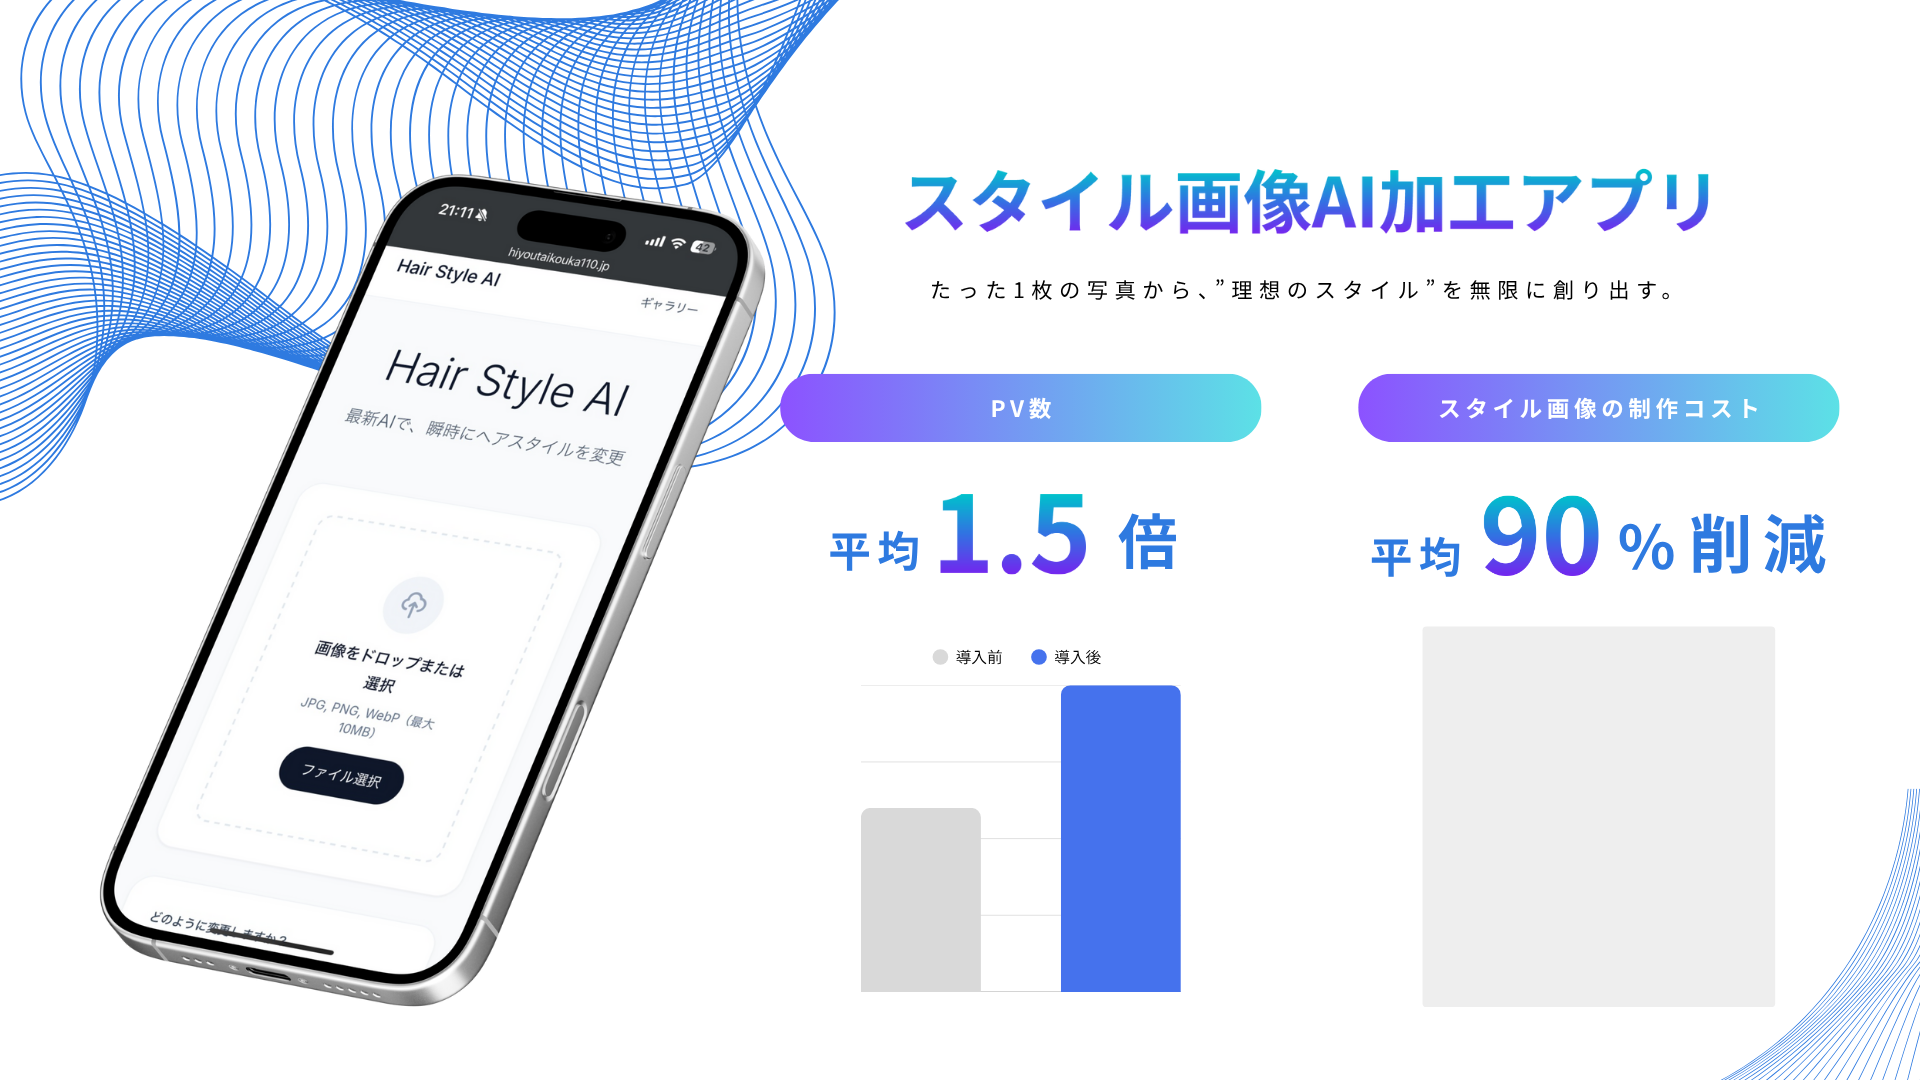 スタイル画像AI加工アプリ
たった1枚の写真から、”理想のスタイル”を無限に創り出す。
PV数
平均1.5倍
導入前
導入後
スタイル画像の制作コスト
平均90%削減
21:11
42
hiyoutaikouka110.jp
Hair Style AI
ギャラリー
Hair Style AI
最新AIで、瞬時にヘアスタイルを変更
画像をドロップまたは
選択
JPG, PNG, WebP（最大
10MB）
ファイル選択
どのように変更しますか？